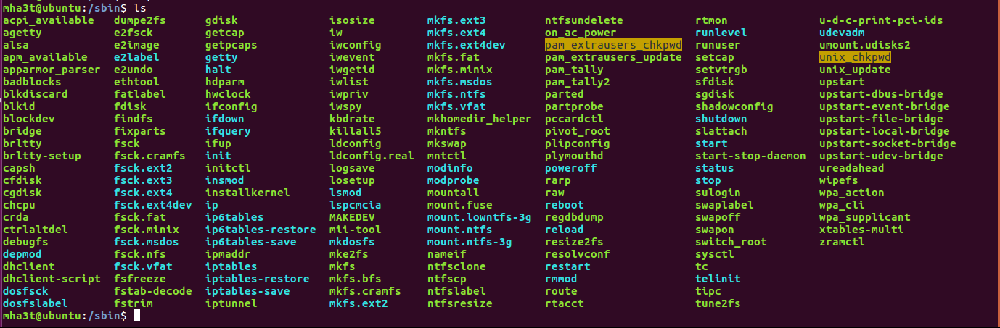 mha3t@ubuntu:/sbin$ ls
acpi_available dumpe2fs gdisk isosize mkfs.ext3 ntfsundelete rtmon u-d-c-print-pci-ids
agetty e2fsck getcap iw mkfs.ext4 on_ac_power runlevel udevadm
alsa e2image getpcaps iwconfig mkfs.ext4dev pam_extrausers_chkpwd runuser umount.udisks2
apm_available e2label getty iwevent mkfs.fat pam_extrausers_update setcap unix_chkpwd
apparmor_parser e2undo halt iwgetid mkfs.minix pam_tally setvtrgb unix_update
badblocks ethtool hdparm iwlist mkfs.msdos pam_tally2 sfdisk upstart
blkdiscard fatlabel hwclock iwpriv mkfs.ntfs parted sgdisk upstart-dbus-bridge
blkid fdisk ifconfig iwspy mkfs.vfat partprobe shadowconfig upstart-event-bridge
blockdev findfs ifdown kbdrate mkhomedir_helper pccardctl shutdown upstart-file-bridge
bridge fixparts ifquery killall5 mkntfs pivot_root slattach upstart-local-bridge
brltty fsck ifup ldconfig mkswap plipconfig start upstart-socket-bridge
brltty-setup fsck.cramfs init ldconfig.real mntctl plymouthd start-stop-daemon upstart-udev-bridge
capsh fsck.ext2 initctl logsave modinfo poweroff status ureadahead
cfdisk fsck.ext3 insmod losetup modprobe rarp stop wipefs
cgdisk fsck.ext4 installkernel lsmod mountall raw sulogin wpa_action
chcpu fsck.ext4dev ip lspcmcia mount.fuse reboot swaplabel wpa_cli
crda fsck.fat ip6tables MAKEDEV mount.lowntfs-3g regdbdump swapoff wpa_supplicant
ctrlaltdel fsck.minix ip6tables-restore mii-tool mount.ntfs reload swapon xtables-multi
debugfs fsck.msdos ip6tables-save mkdosfs mount.ntfs-3g resize2fs switch_root zramctl
depmod fsck.nfs ipmaddr mke2fs nameif resolvconf sysctl
dhclient fsck.vfat iptables mkfs ntfsclone restart tc
dhclient-script fsfreeze iptables-restore mkfs.bfs ntfscp rmmod telinit
dosfsck fstab-decode iptables-save mkfs.cramfs ntfslabel route tipc
dosfslabel fstrim iptunnel mkfs.ext2 ntfsresize rtacct tune2fs
mha3t@ubuntu:/sbin$